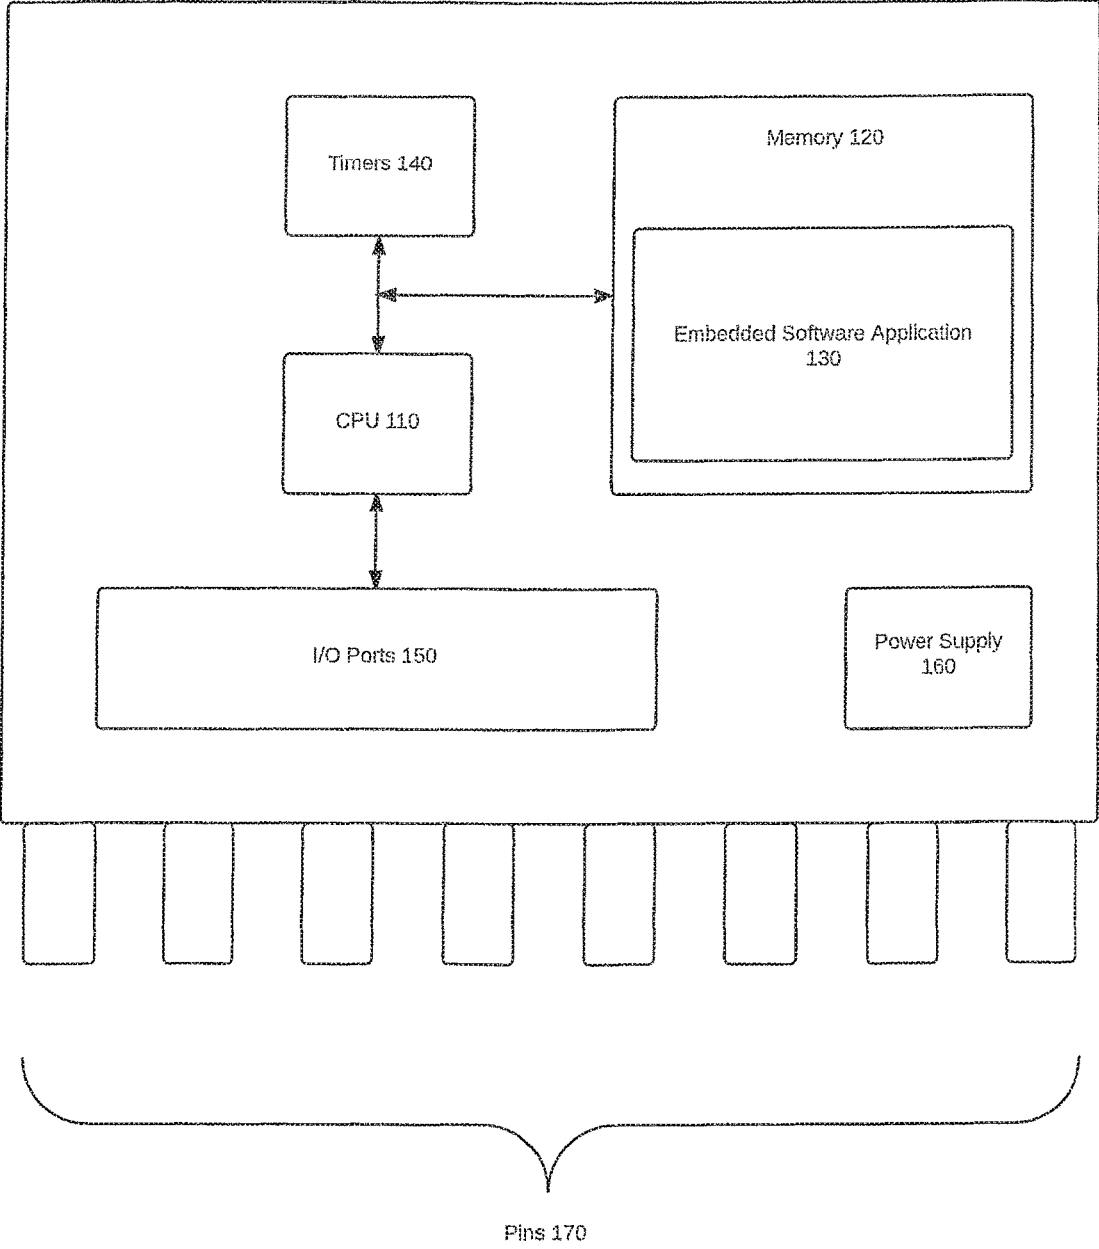 Timers 140
Memory 120
Embedded Software Application
130
CPU 110
I/O Ports 150
Power Supply
160
Pins 170